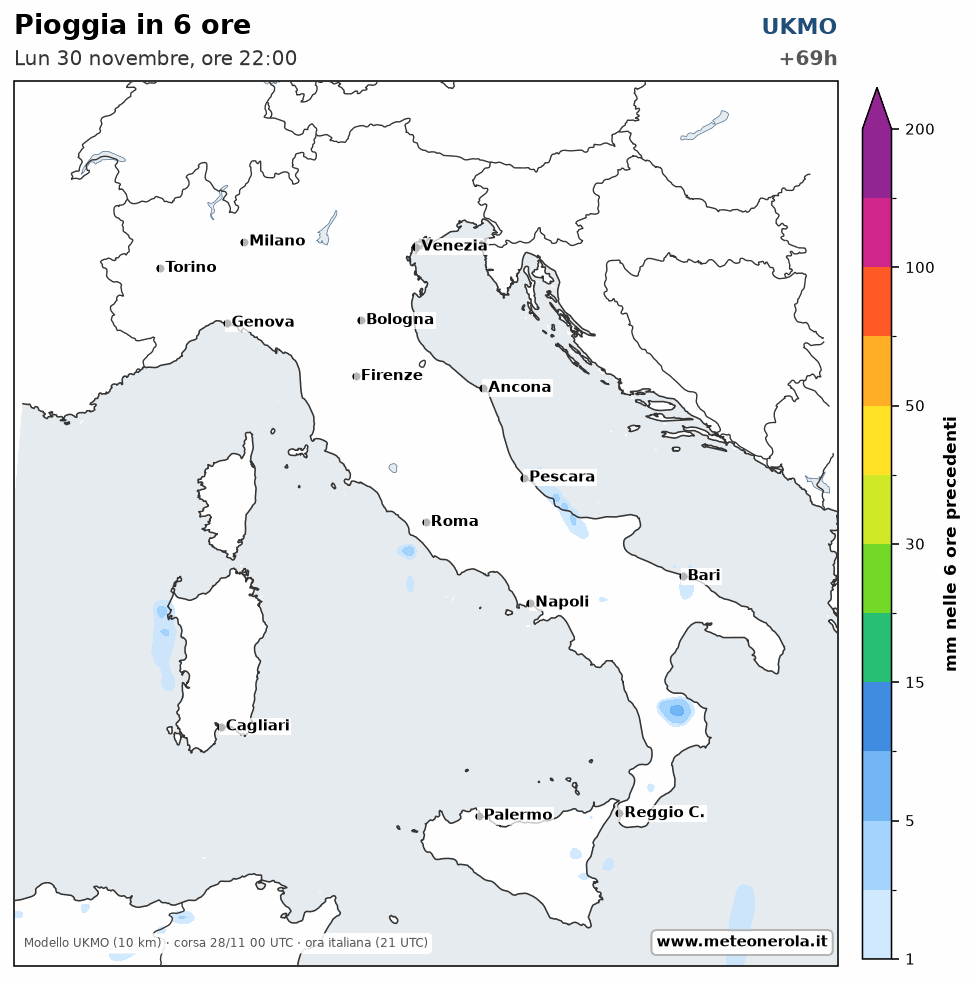 Pioggia in 6 ore
UKMO
Lun 30 novembre, ore 22:00
+69h
Milano
Venezia
Torino
Genova
Bologna
Firenze
Ancona
Pescara
Roma
Bari
Napoli
Cagliari
Palermo
Reggio C.
Modello UKMO (10 km) · corsa 28/11 00 UTC · ora italiana (21 UTC)
www.meteonerola.it
200
100
50
30
15
5
1
mm nelle 6 ore precedenti